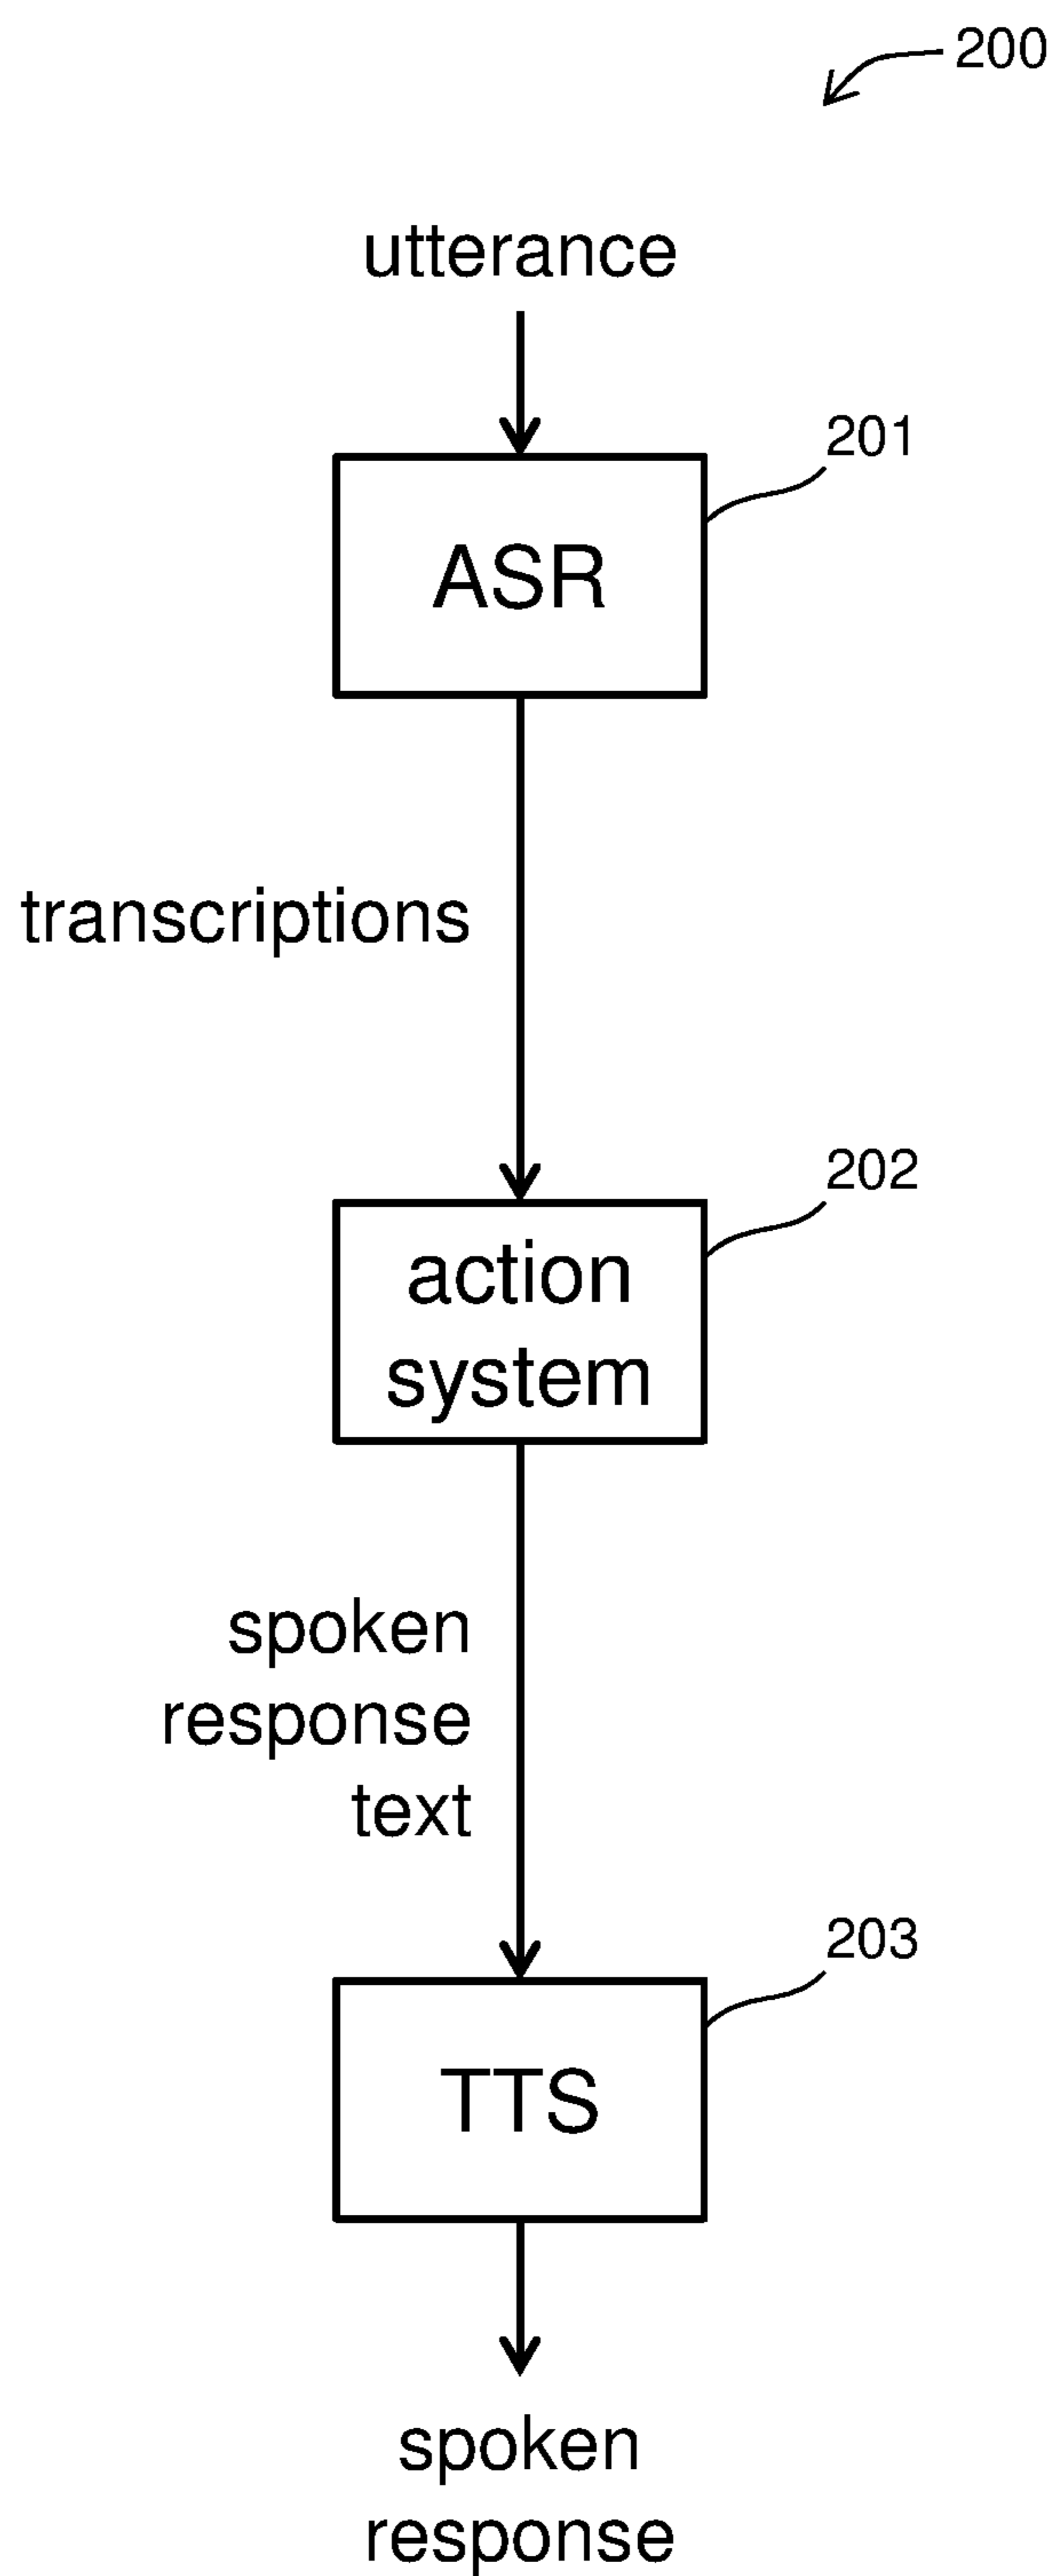 200
utterance
201
ASR
transcriptions
202
action
system
spoken
response
text
203
TTS
spoken
response